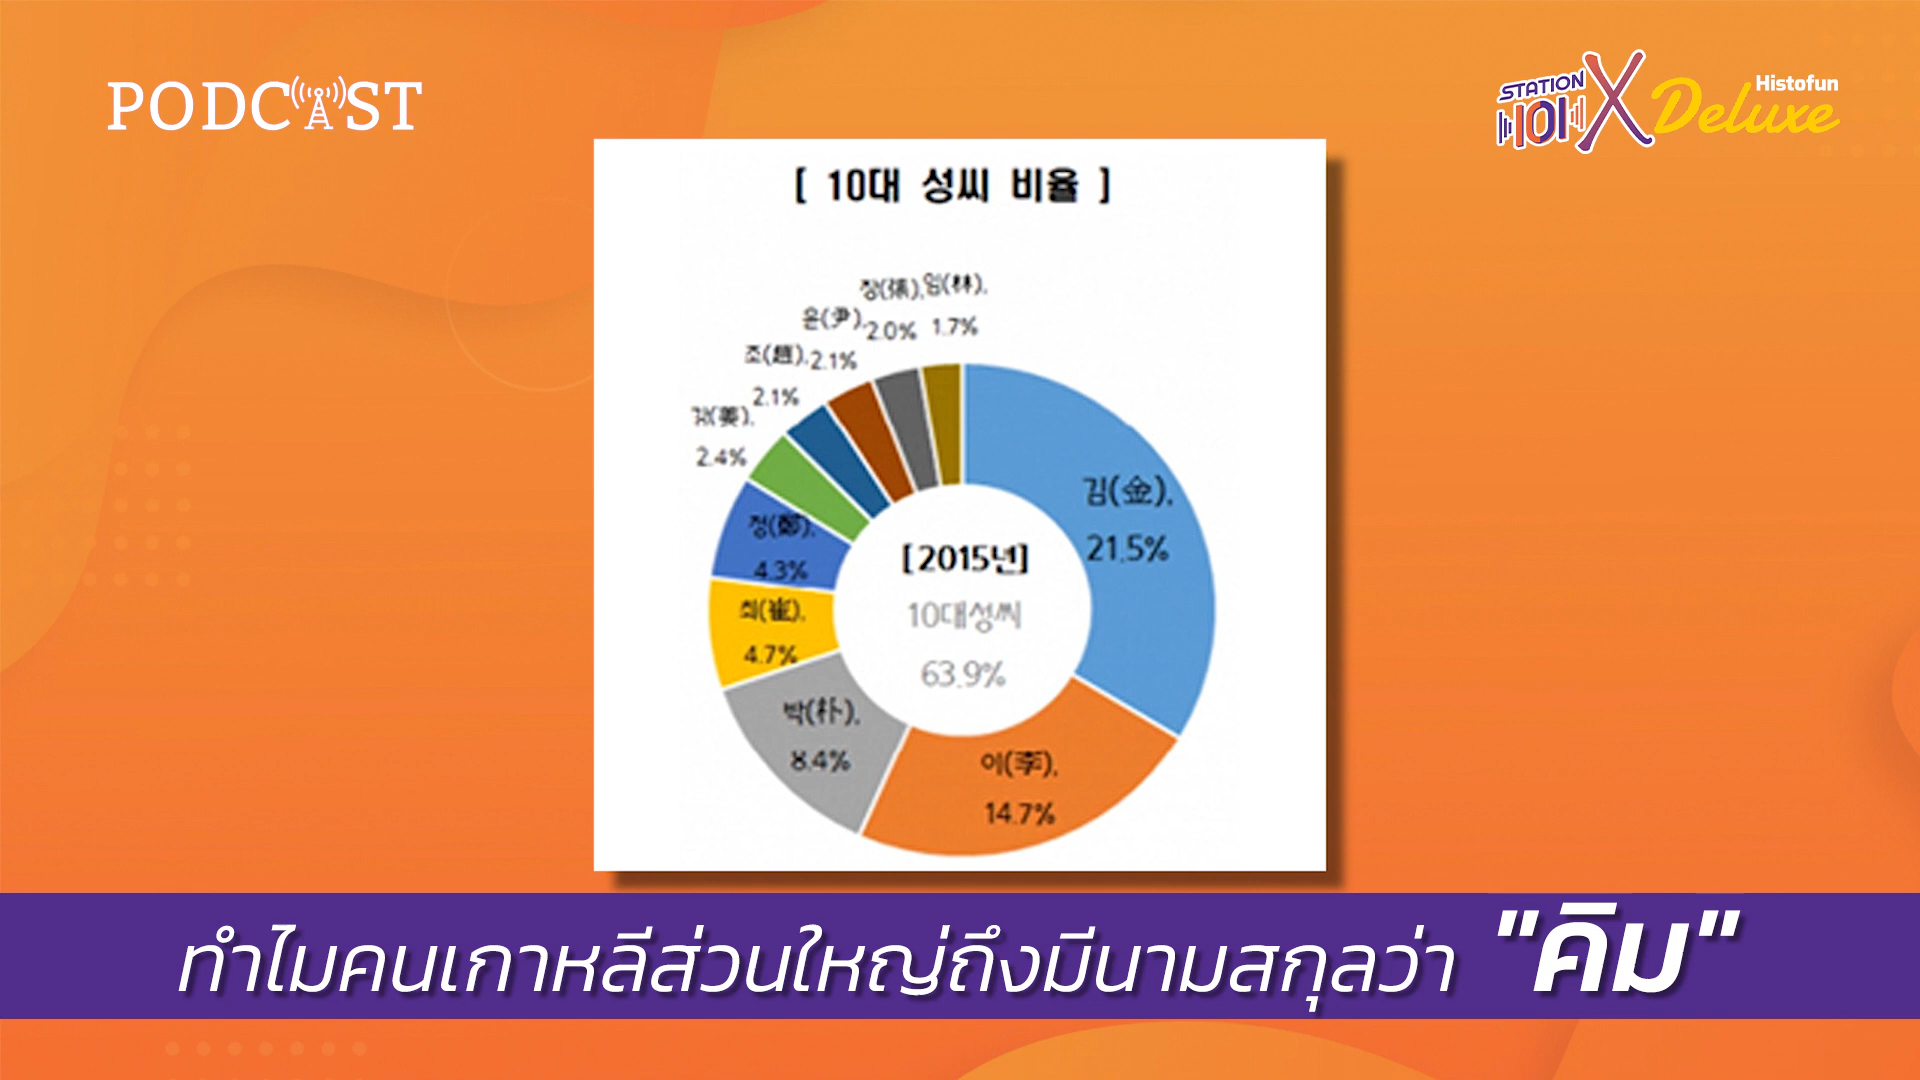 PODCAST
STATION
HOH X Histofun
Deluxe
[ 10대 성씨 비율 ]
장(張), 임(林),
2.0% 1.7%
윤(尹),
2.1%
조(趙),
2.1%
강(姜),
2.4%
정(鄭),
4.3%
최(崔),
4.7%
박(朴),
8.4%
이(李),
14.7%
김(金),
21.5%
[2015년]
10대성씨
63.9%
ทำไมคนเกาหลีส่วนใหญ่ถึงมีนามสกุลว่า "คิม"